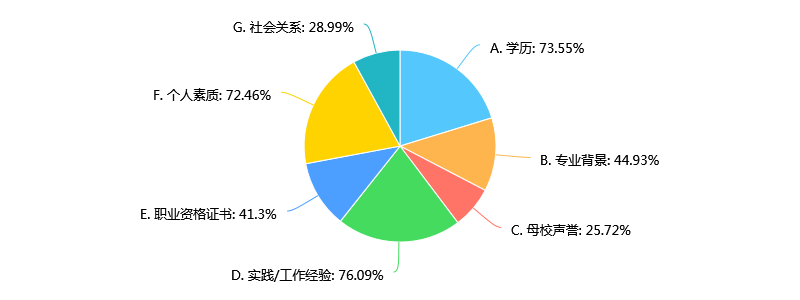 G. 社会关系: 28.99%
A. 学历: 73.55%
F. 个人素质: 72.46%
B. 专业背景: 44.93%
E. 职业资格证书: 41.3%
C. 母校声誉: 25.72%
D. 实践/工作经验: 76.09%